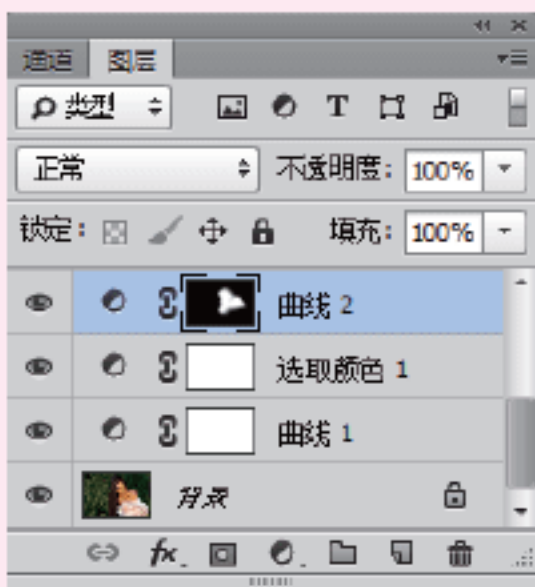 通道 图层
类型 T
正常 不透明度: 100%
锁定: 填充: 100%
曲线 2
选取颜色 1
曲线 1
背景
fx.